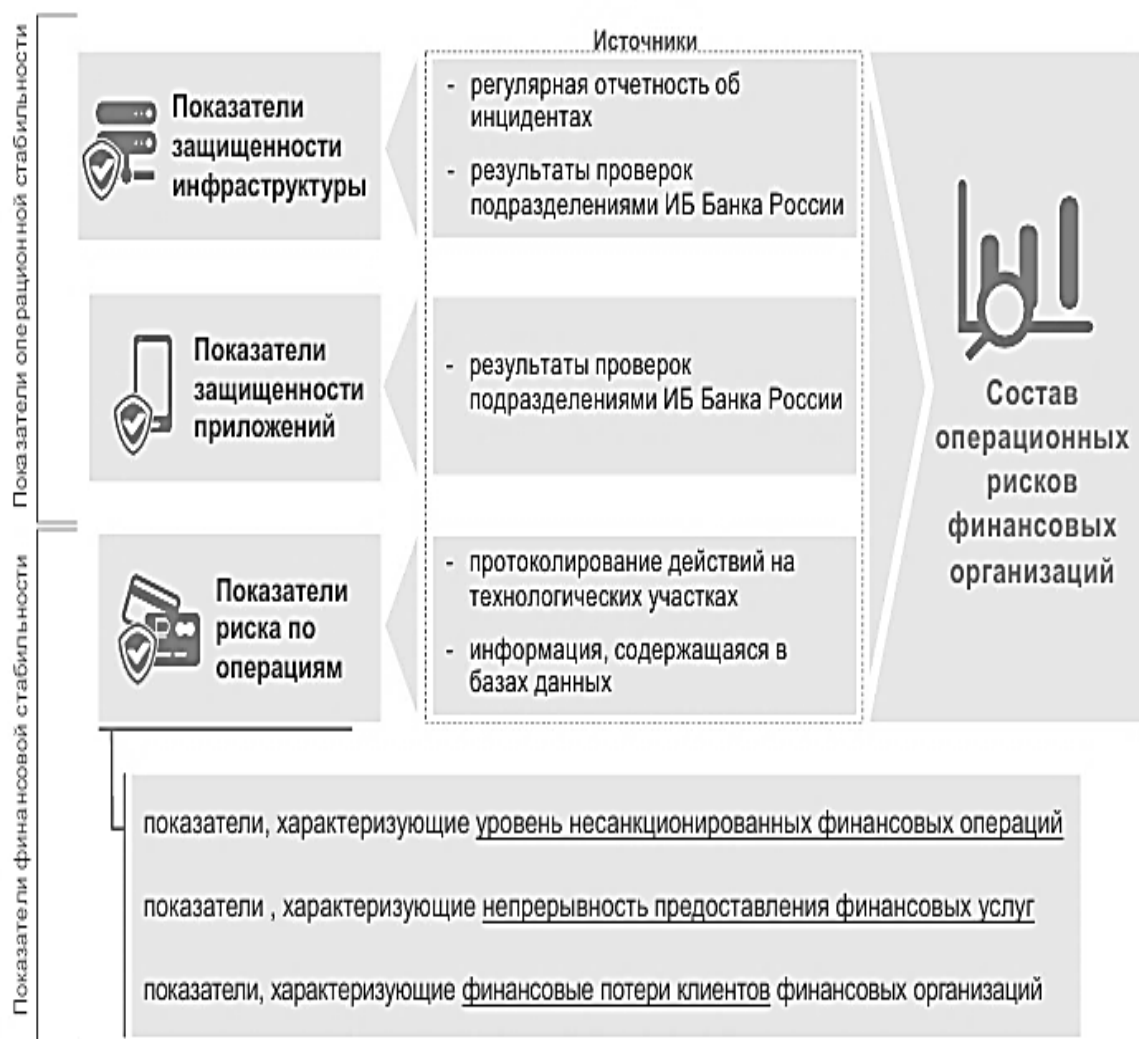 Показатели операционной стабильности
Источники
Показатели
защищенности
инфраструктуры
- регулярная отчетность об
инцидентах
- результаты проверок
подразделениями ИБ Банка России
Показатели
защищенности
приложений
- результаты проверок
подразделениями ИБ Банка России
Состав
операционных
рисков
финансовых
организаций
Показатели финансовой стабильности
Показатели
риска по
операциям
- протоколирование действий на
технологических участках
- информация, содержащаяся в
базах данных
показатели, характеризующие уровень несанкционированных финансовых операций
показатели , характеризующие непрерывность предоставления финансовых услуг
показатели, характеризующие финансовые потери клиентов финансовых организаций